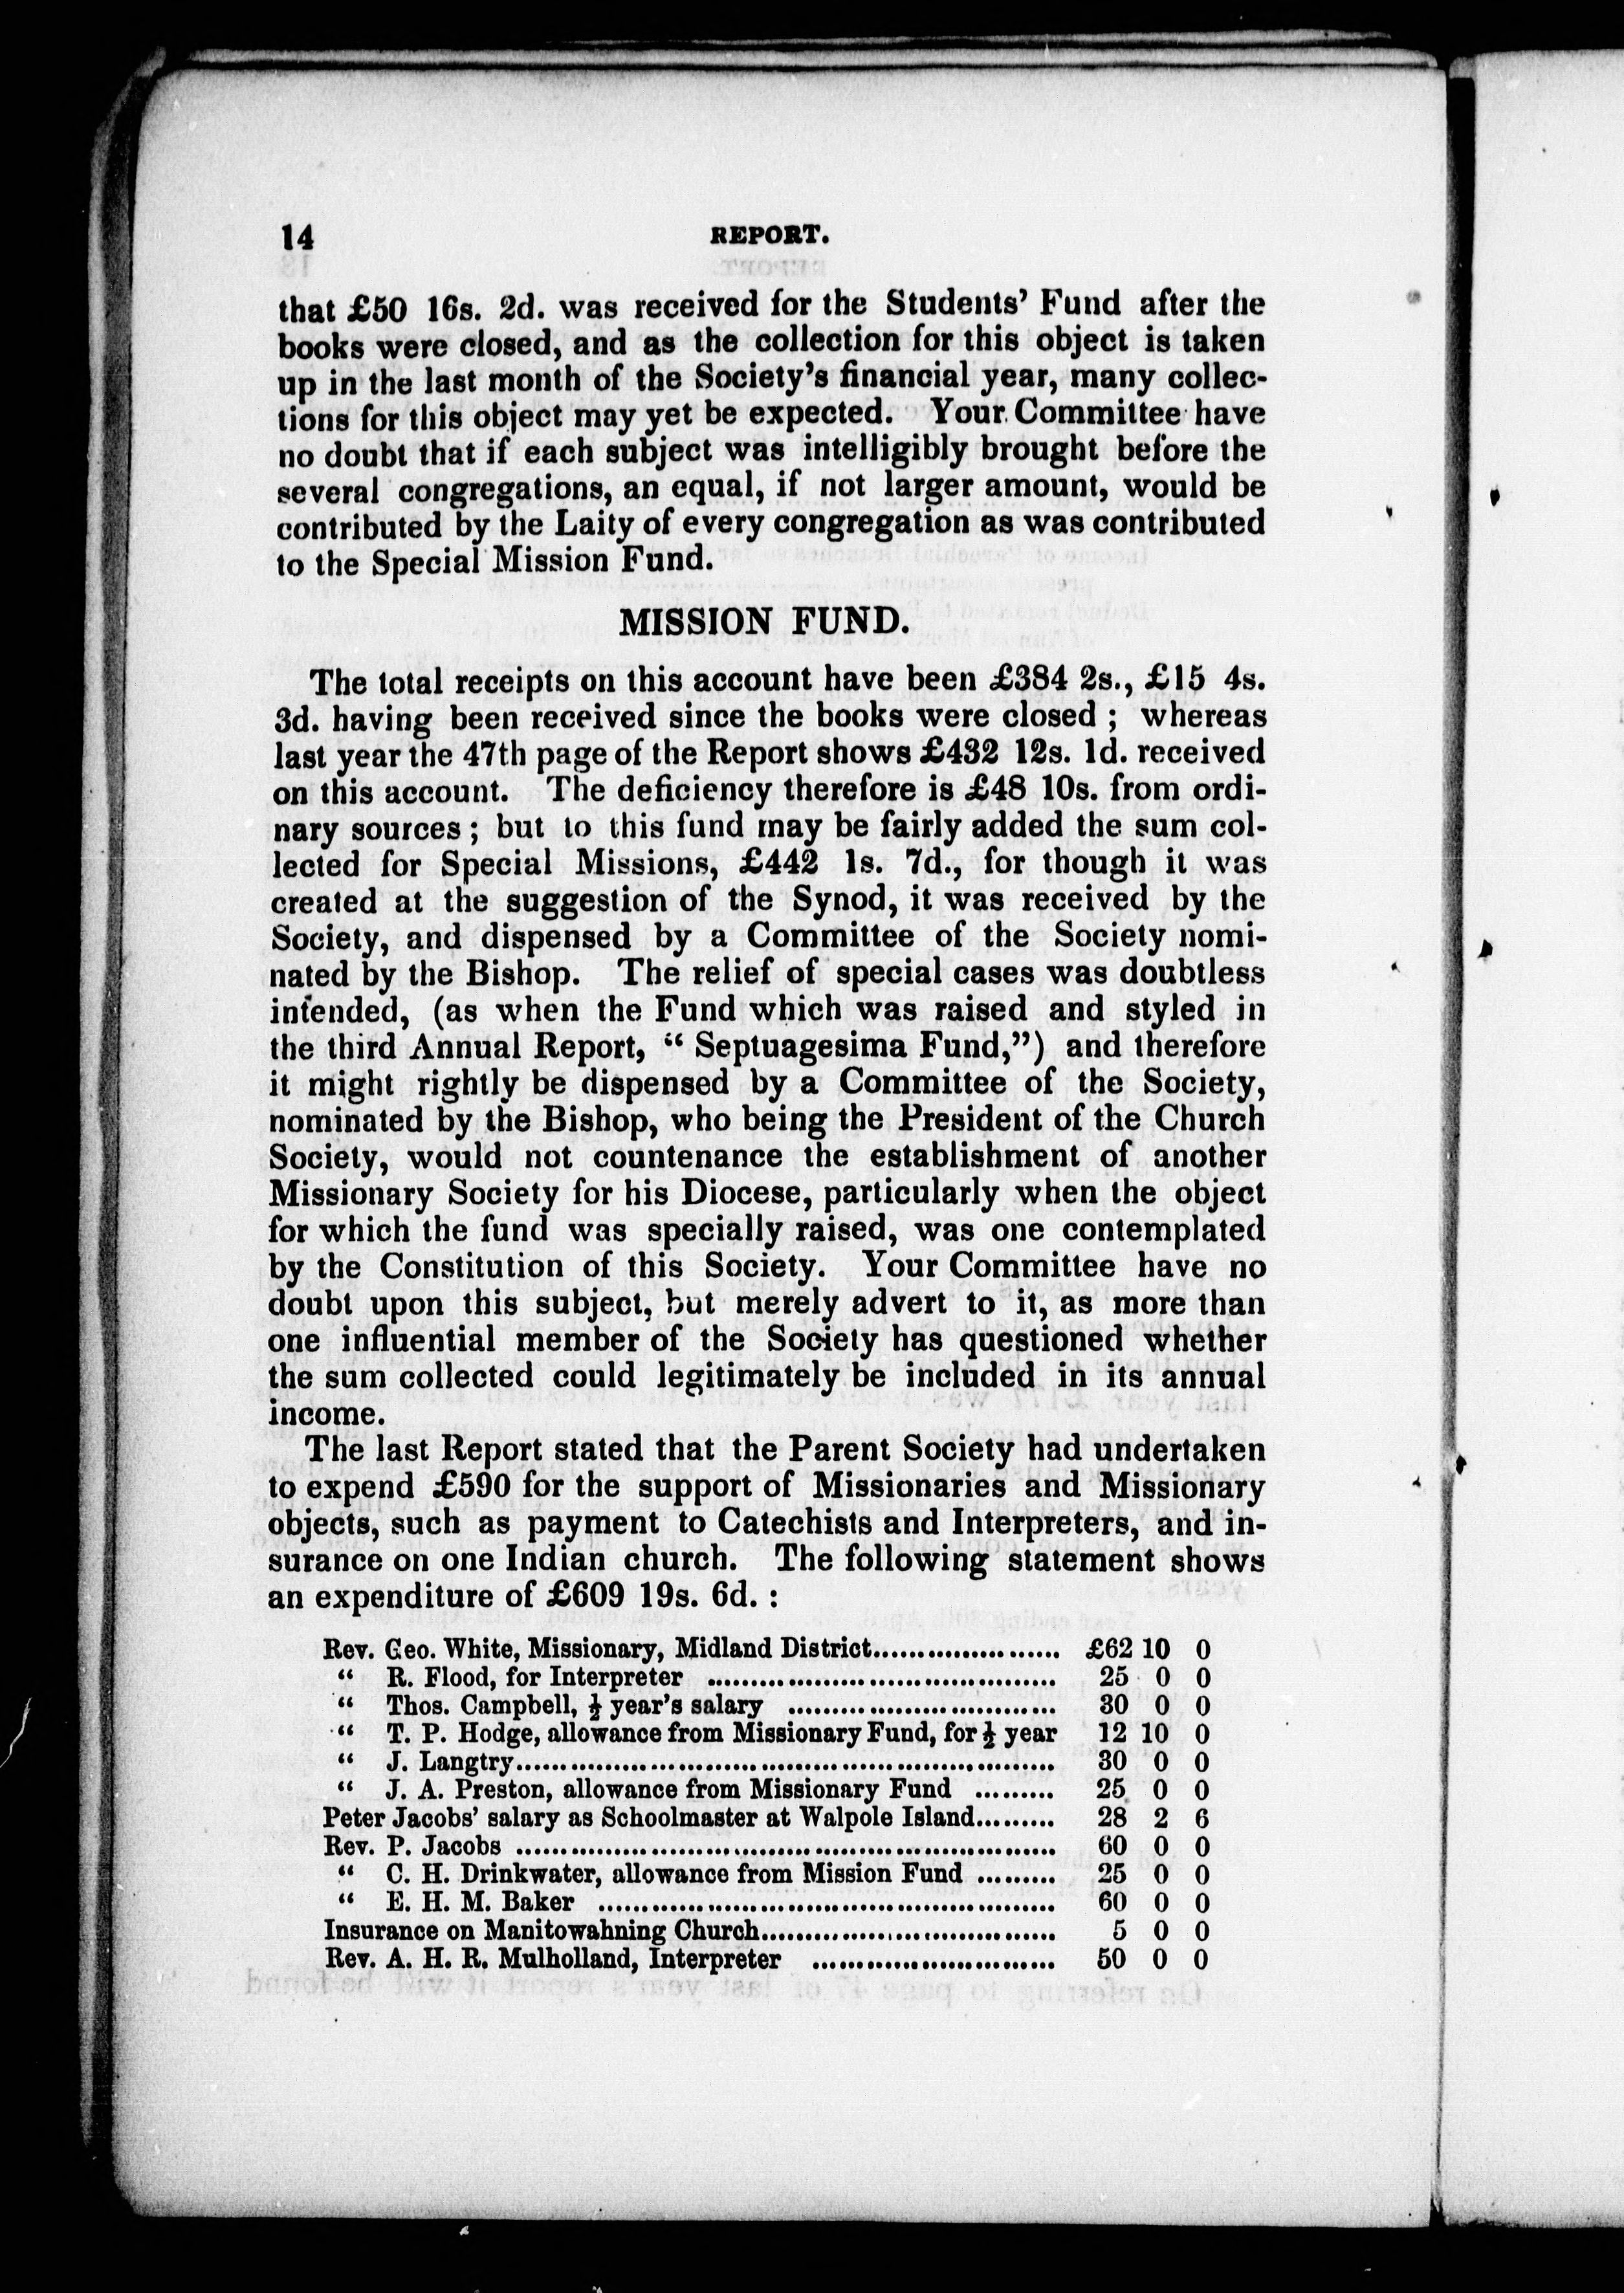 14 REPORT.
that £50 16s. 2d. was received for the Students' Fund after the
books were closed, and as the collection for this object is taken
up in the last month of the Society's financial year, many collec-
tions for this object may yet be expected. Your Committee have
no doubt that if each subject was intelligibly brought before the
several congregations, an equal, if not larger amount, would be
contributed by the Laity of every congregation as was contributed
to the Special Mission Fund.
MISSION FUND.
The total receipts on this account have been £384 2s., £15 4s.
3d. having been received since the books were closed ; whereas
last year the 47th page of the Report shows £432 12s. 1d. received
on this account. The deficiency therefore is £48 10s. from ordi-
nary sources ; but to this fund may be fairly added the sum col-
lected for Special Missions, £442 1s. 7d., for though it was
created at the suggestion of the Synod, it was received by the
Society, and dispensed by a Committee of the Society nomi-
nated by the Bishop. The relief of special cases was doubtless
intended, (as when the Fund which was raised and styled in
the third Annual Report, " Septuagesima Fund,") and therefore
it might rightly be dispensed by a Committee of the Society,
nominated by the Bishop, who being the President of the Church
Society, would not countenance the establishment of another
Missionary Society for his Diocese, particularly when the object
for which the fund was specially raised, was one contemplated
by the Constitution of this Society. Your Committee have no
doubt upon this subject, but merely advert to it, as more than
one influential member of the Society has questioned whether
the sum collected could legitimately be included in its annual
income.
The last Report stated that the Parent Society had undertaken
to expend £590 for the support of Missionaries and Missionary
objects, such as payment to Catechists and Interpreters, and in-
surance on one Indian church. The following statement shows
an expenditure of £609 19s. 6d. :
Rev. Geo. White, Missionary, Midland District..................... £62 10 0
" R. Flood, for Interpreter ....................................... 25 0 0
" Thos. Campbell, ½ year's salary .............................. 30 0 0
" T. P. Hodge, allowance from Missionary Fund, for ½ year 12 10 0
" J. Langtry............................................................ 30 0 0
" J. A. Preston, allowance from Missionary Fund ......... 25 0 0
Peter Jacobs' salary as Schoolmaster at Walpole Island......... 28 2 6
Rev. P. Jacobs ............................................................ 60 0 0
" C. H. Drinkwater, allowance from Mission Fund ......... 25 0 0
" E. H. M. Baker ................................................... 60 0 0
Insurance on Manitowahning Church................................. 5 0 0
Rev. A. H. R. Mulholland, Interpreter ........................... 50 0 0